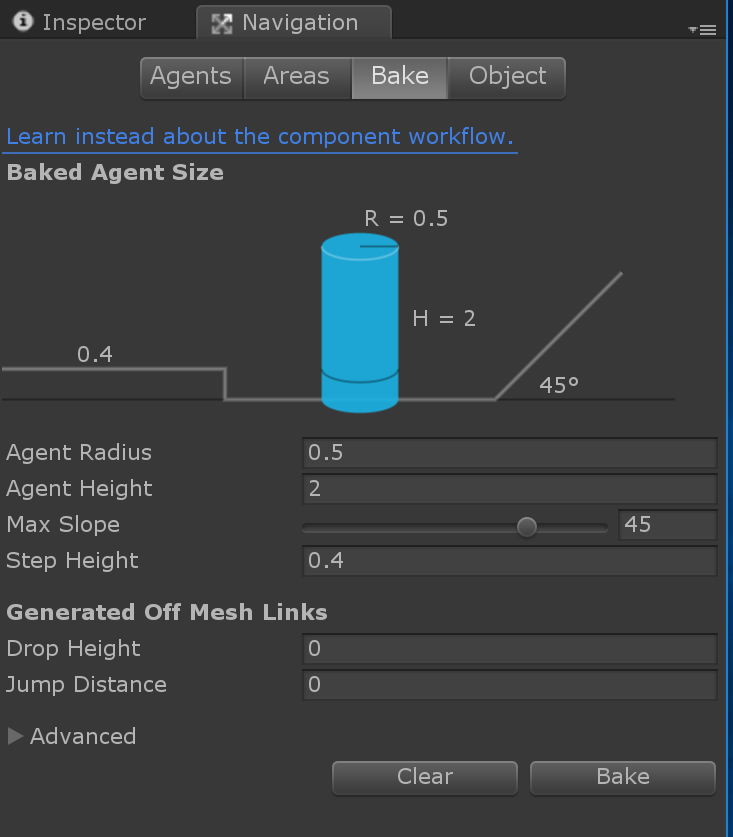 Inspector Navigation
Agents Areas Bake Object
Learn instead about the component workflow.
Baked Agent Size
R = 0.5
H = 2
0.4
45°
Agent Radius 0.5
Agent Height 2
Max Slope 45
Step Height 0.4
Generated Off Mesh Links
Drop Height 0
Jump Distance 0
Advanced
Clear Bake